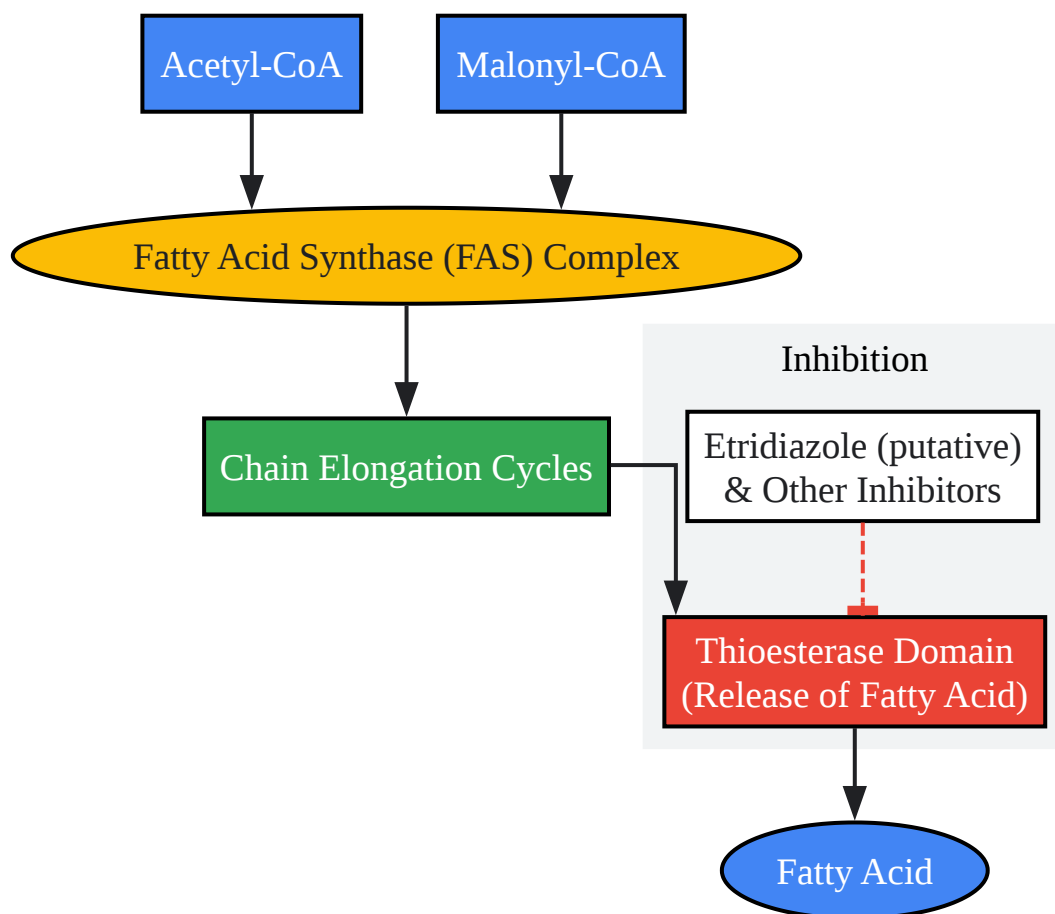 Acetyl-CoA
Malonyl-CoA
Fatty Acid Synthase (FAS) Complex
Inhibition
Etridiazole (putative)
& Other Inhibitors
Chain Elongation Cycles
Thioesterase Domain
(Release of Fatty Acid)
Fatty Acid